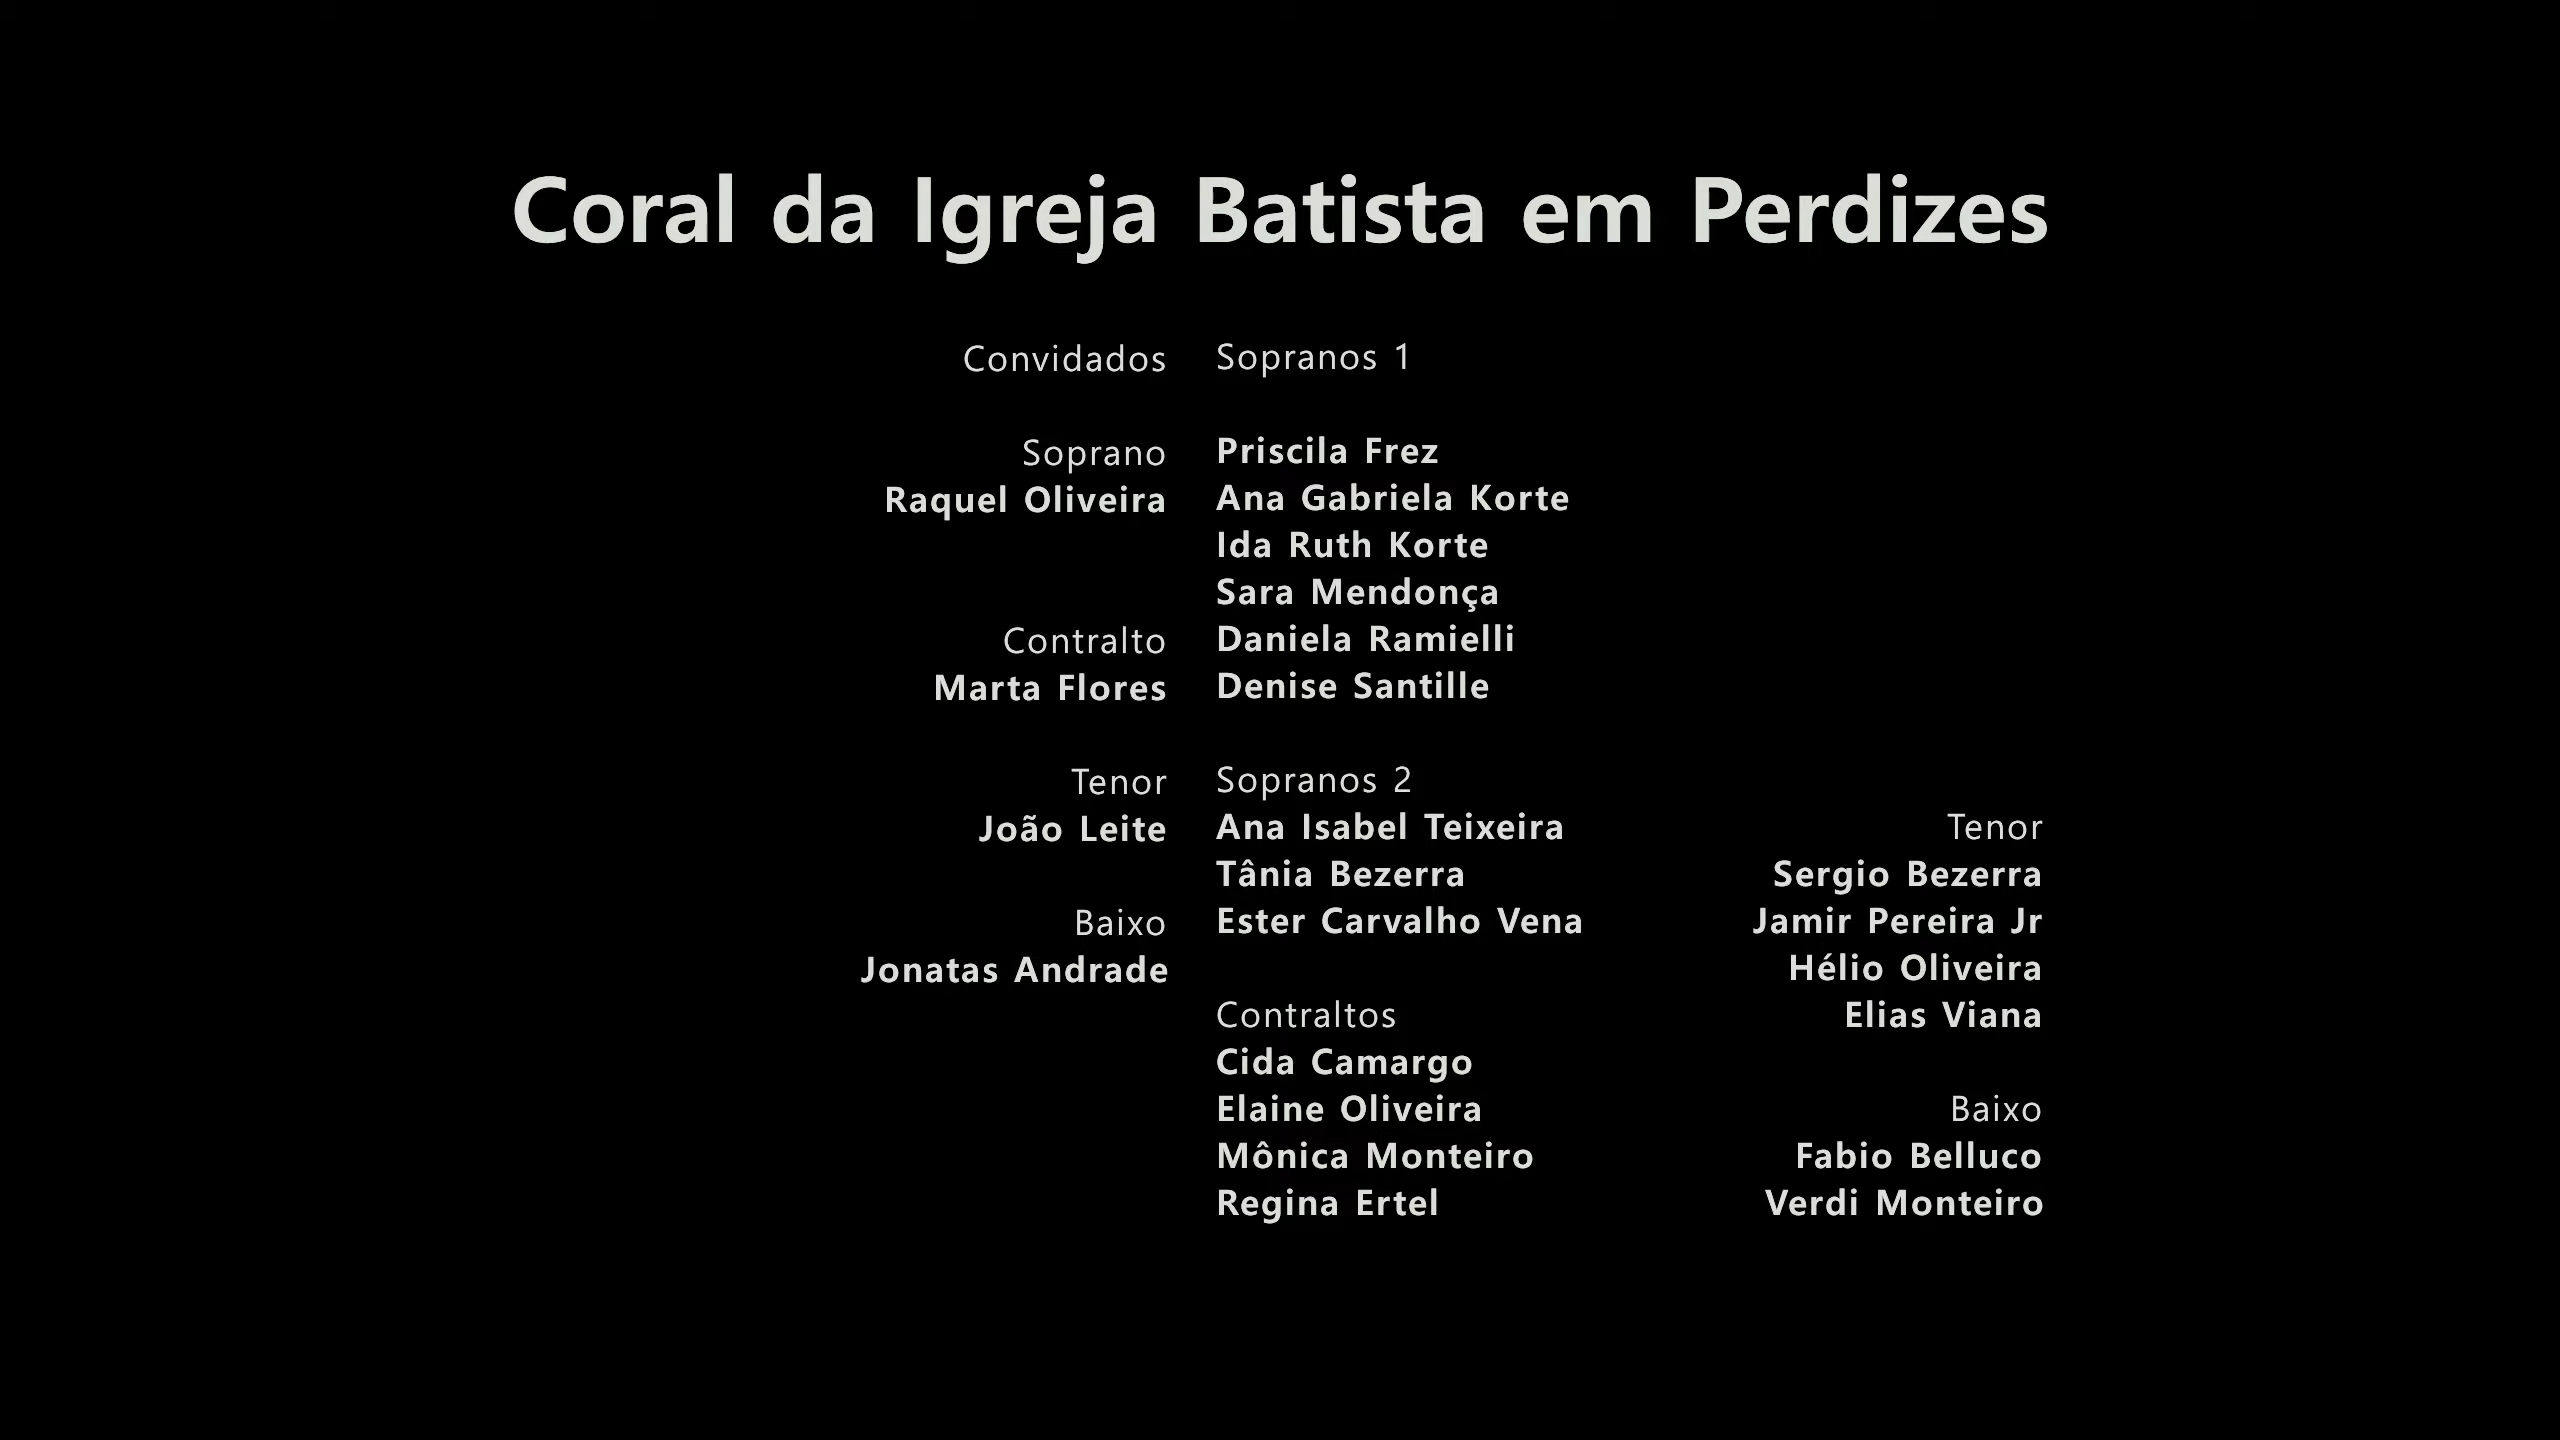 Coral da Igreja Batista em Perdizes
Convidados
Soprano
Raquel Oliveira
Contralto
Marta Flores
Tenor
João Leite
Baixo
Jonatas Andrade
Sopranos 1
Priscila Frez
Ana Gabriela Korte
Ida Ruth Korte
Sara Mendonça
Daniela Ramielli
Denise Santille
Sopranos 2
Ana Isabel Teixeira
Tânia Bezerra
Ester Carvalho Vena
Contraltos
Cida Camargo
Elaine Oliveira
Mônica Monteiro
Regina Ertel
Tenor
Sergio Bezerra
Jamir Pereira Jr
Hélio Oliveira
Elias Viana
Baixo
Fabio Belluco
Verdi Monteiro